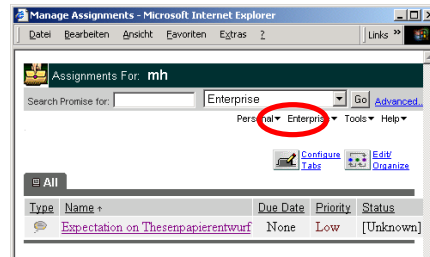 Manage Assignments - Microsoft Internet Explorer
Datei Bearbeiten Ansicht Favoriten Extras ? Links »
Assignments For: mh
Search Promise for: Enterprise Go Advanced..
Personal Enterprise Tools Help
Configure Tabs Edit/ Organize
All
Type Name Due Date Priority Status
Expectation on Thesenpapierentwurf None Low [Unknown]